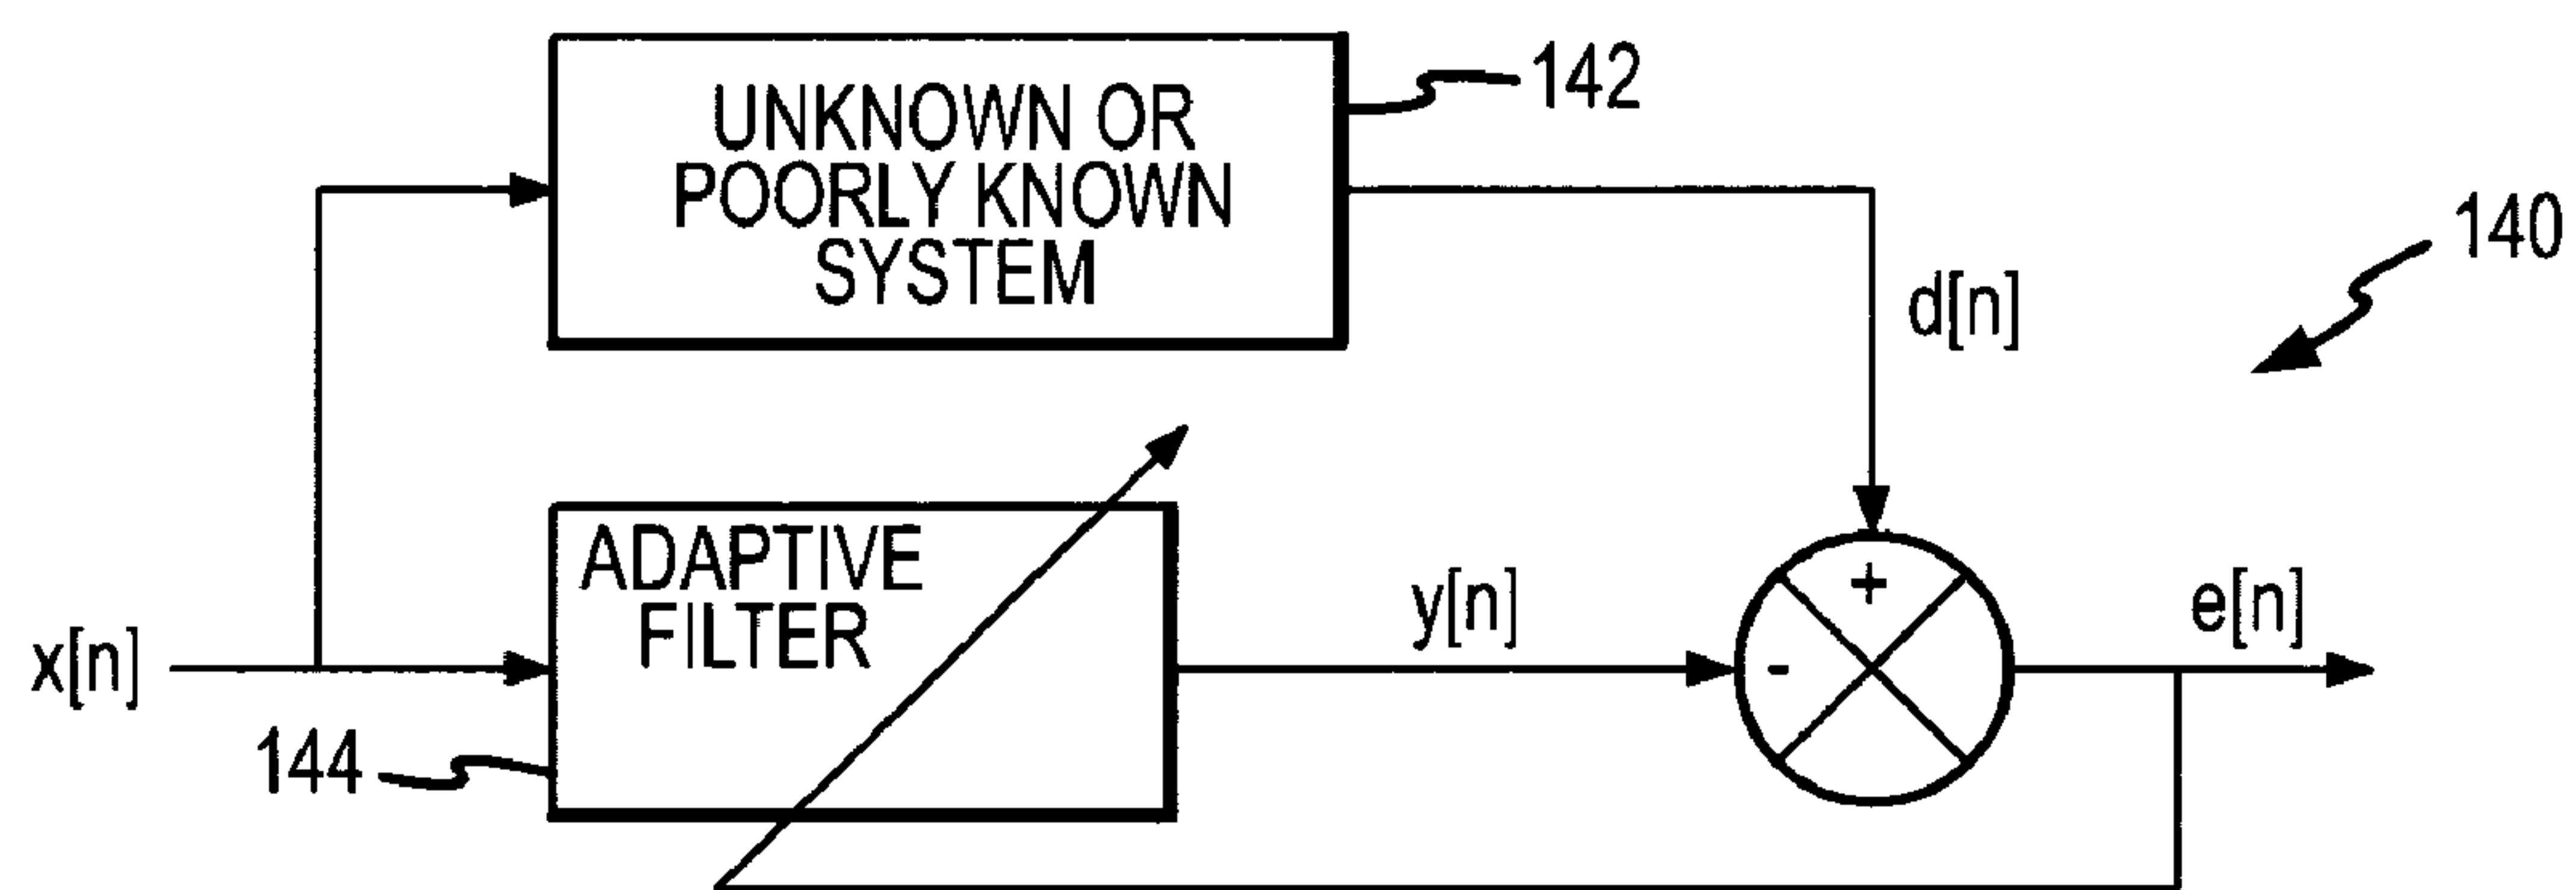 UNKNOWN OR
POORLY KNOWN
SYSTEM
142
140
d[n]
ADAPTIVE
FILTER
x[n]
144
y[n]
+
-
e[n]